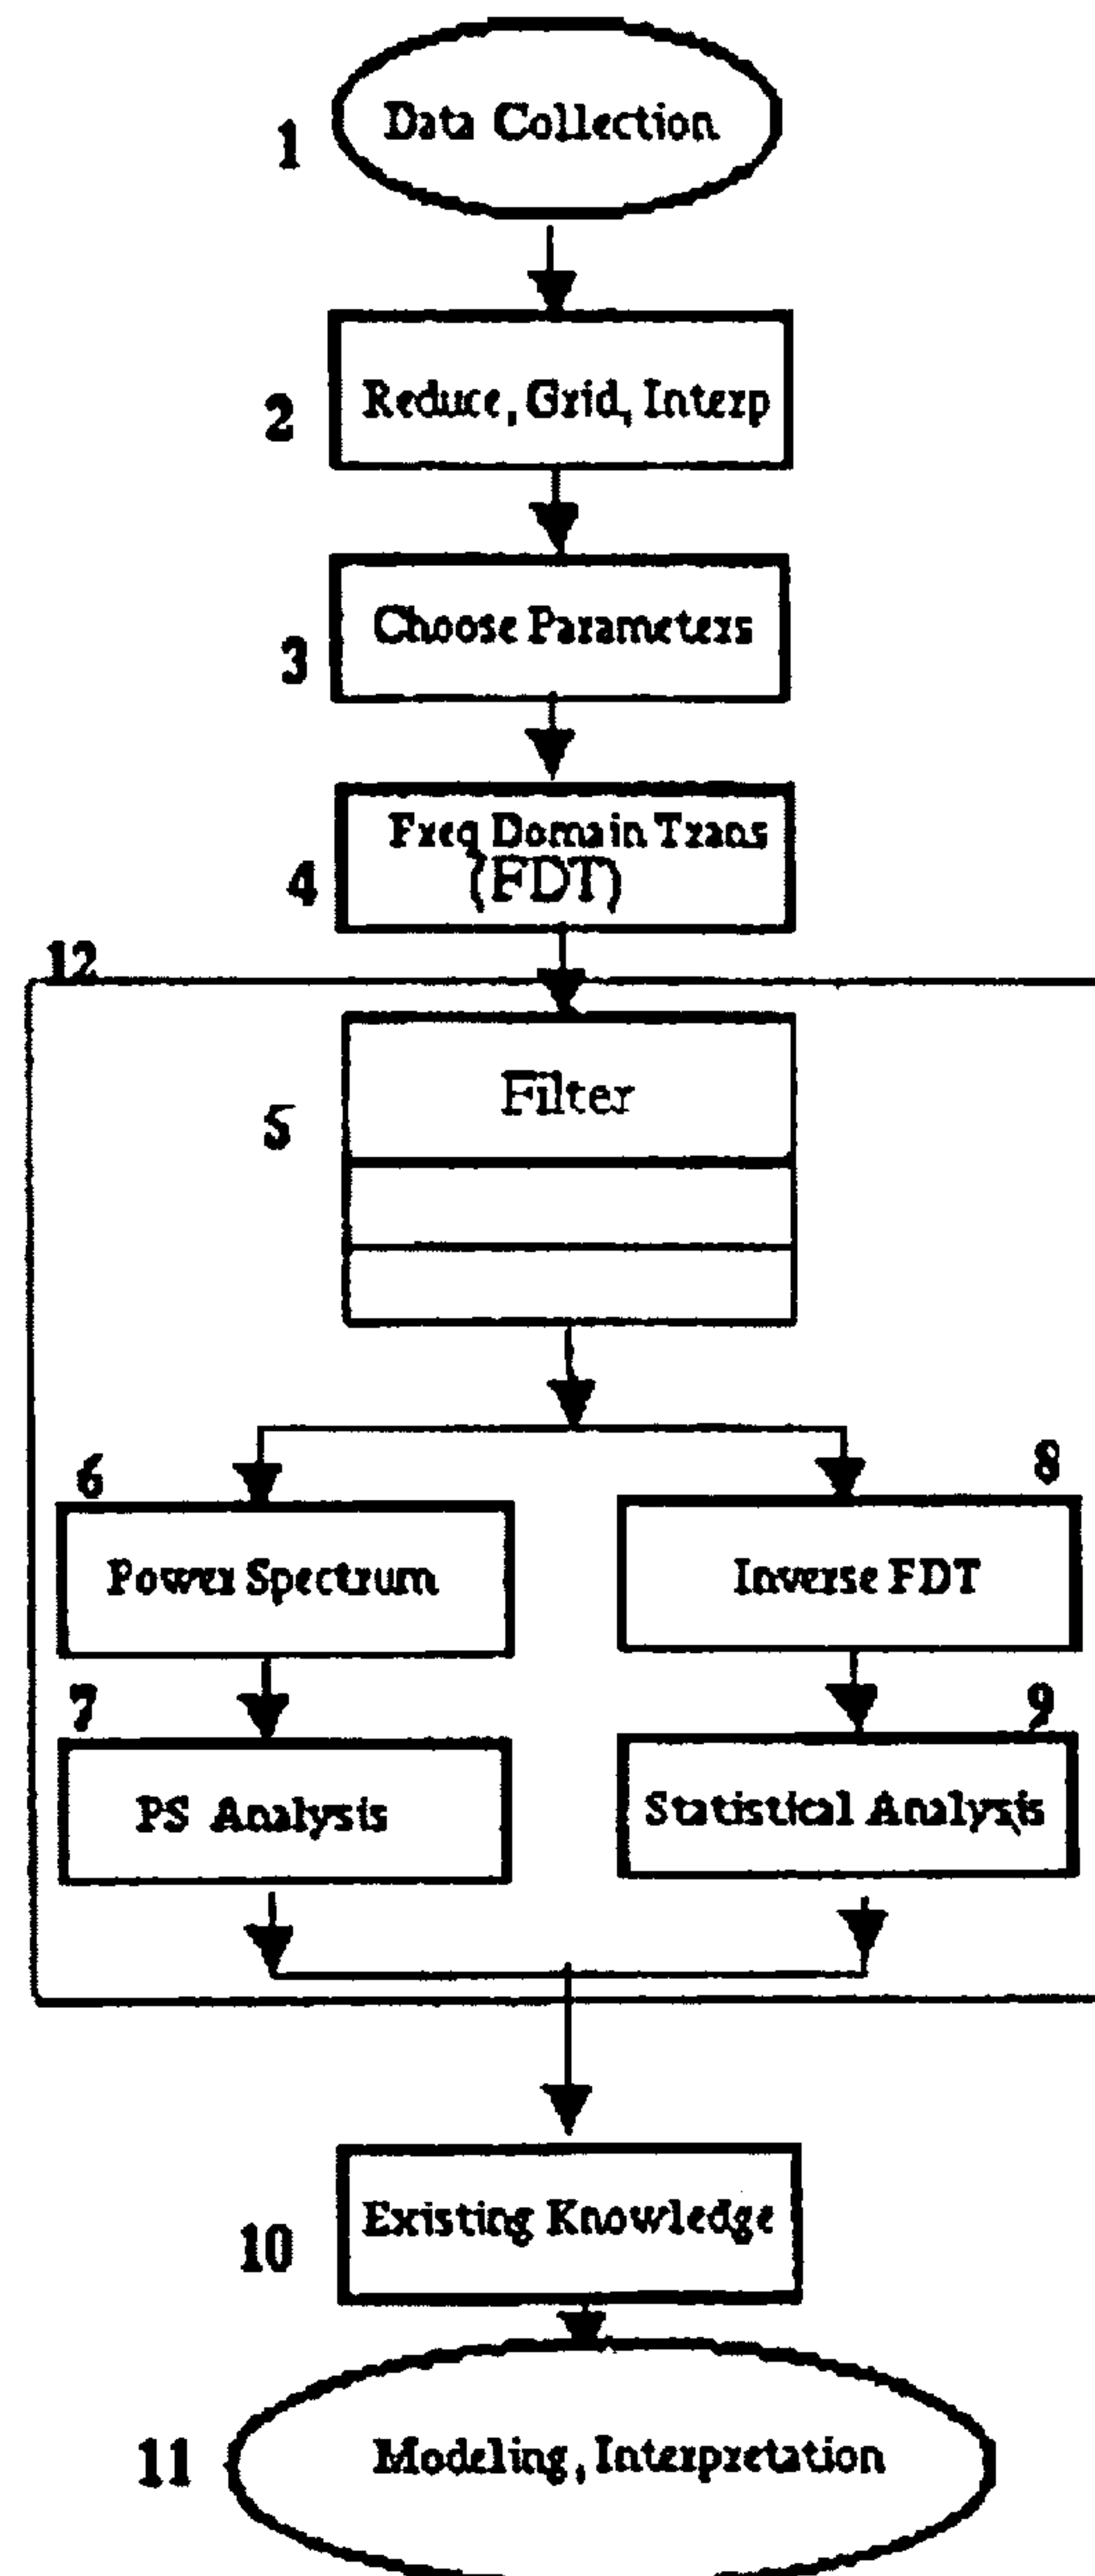 1
Data Collection
2
Reduce, Grid, Interp
3
Choose Parameters
4
Freq Domain Trans
(FDT)
12
5
Filter
6
8
Power Spectrum
Inverse FDT
7
9
PS Analysis
Statistical Analysis
10
Existing Knowledge
11
Modeling, Interpretation